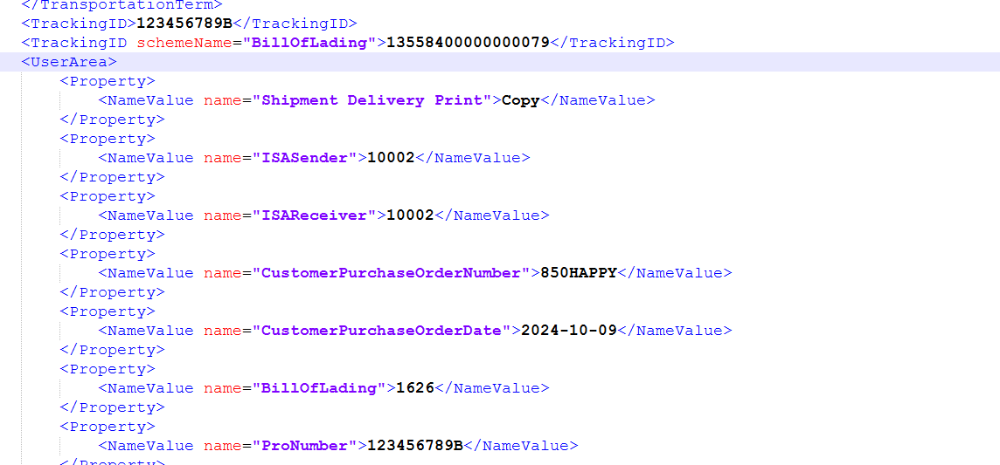 </TransportationTerm>
<TrackingID>123456789B</TrackingID>
<TrackingID schemeName="BillOfLading">13558400000000079</TrackingID>
<UserArea>
<Property>
<NameValue name="Shipment Delivery Print">Copy</NameValue>
</Property>
<Property>
<NameValue name="ISASender">10002</NameValue>
</Property>
<Property>
<NameValue name="ISAReceiver">10002</NameValue>
</Property>
<Property>
<NameValue name="CustomerPurchaseOrderNumber">850HAPPY</NameValue>
</Property>
<Property>
<NameValue name="CustomerPurchaseOrderDate">2024-10-09</NameValue>
</Property>
<Property>
<NameValue name="BillOfLading">1626</NameValue>
</Property>
<Property>
<NameValue name="ProNumber">123456789B</NameValue>
</Property>